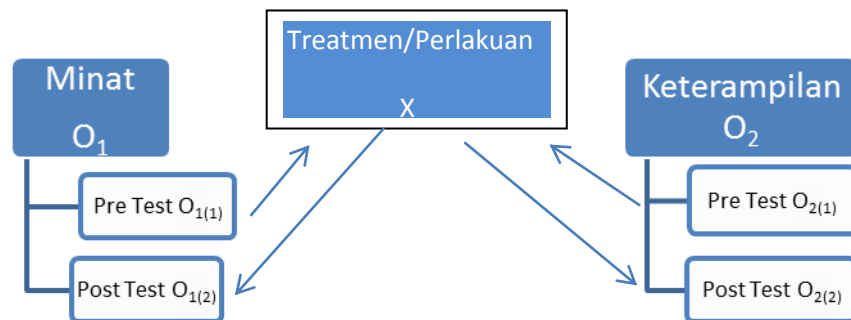 Treatmen/Perlakuan
X
Minat
O1
Pre Test O1(1)
Post Test O1(2)
Keterampilan
O2
Pre Test O2(1)
Post Test O2(2)